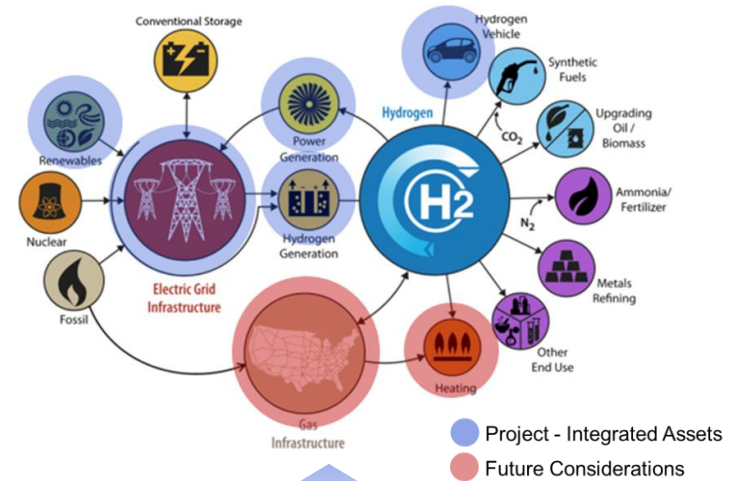 Conventional Storage
Hydrogen
Vehicle
Synthetic
Fuels
Renewables
Power
Generation
Hydrogen
CO2
Upgrading
Oil /
Biomass
H2
Nuclear
Hydrogen
Generation
N2
Ammonia/
Fertilizer
Electric Grid
Infrastructure
Fossil
Metals
Refining
Other
End Use
Heating
Gas
Infrastructure
Project - Integrated Assets
Future Considerations